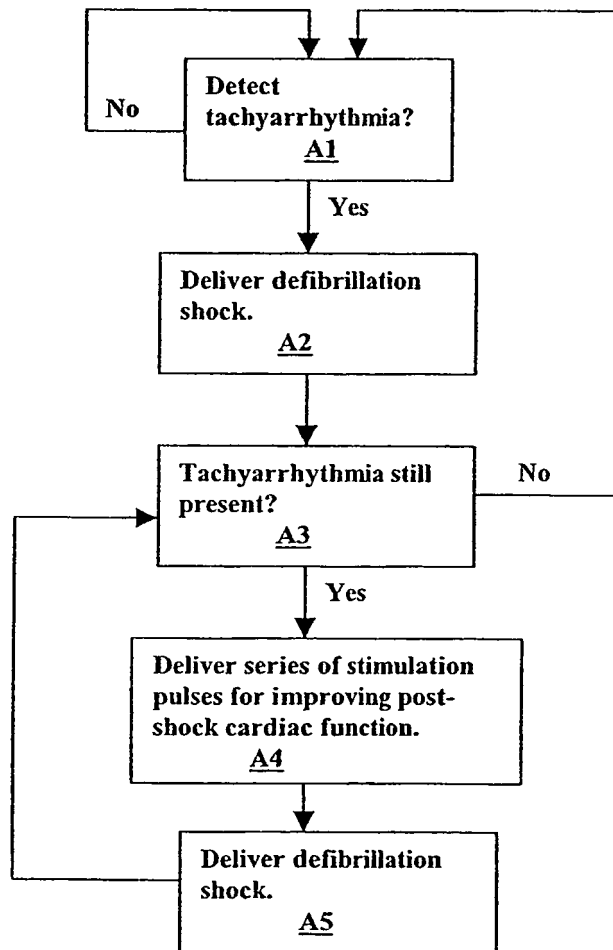 No
Detect
tachyarrhythmia?
A1
Yes
Deliver defibrillation
shock.
A2
Tachyarrhythmia still
present?
A3
No
Yes
Deliver series of stimulation
pulses for improving post-
shock cardiac function.
A4
Deliver defibrillation
shock.
A5